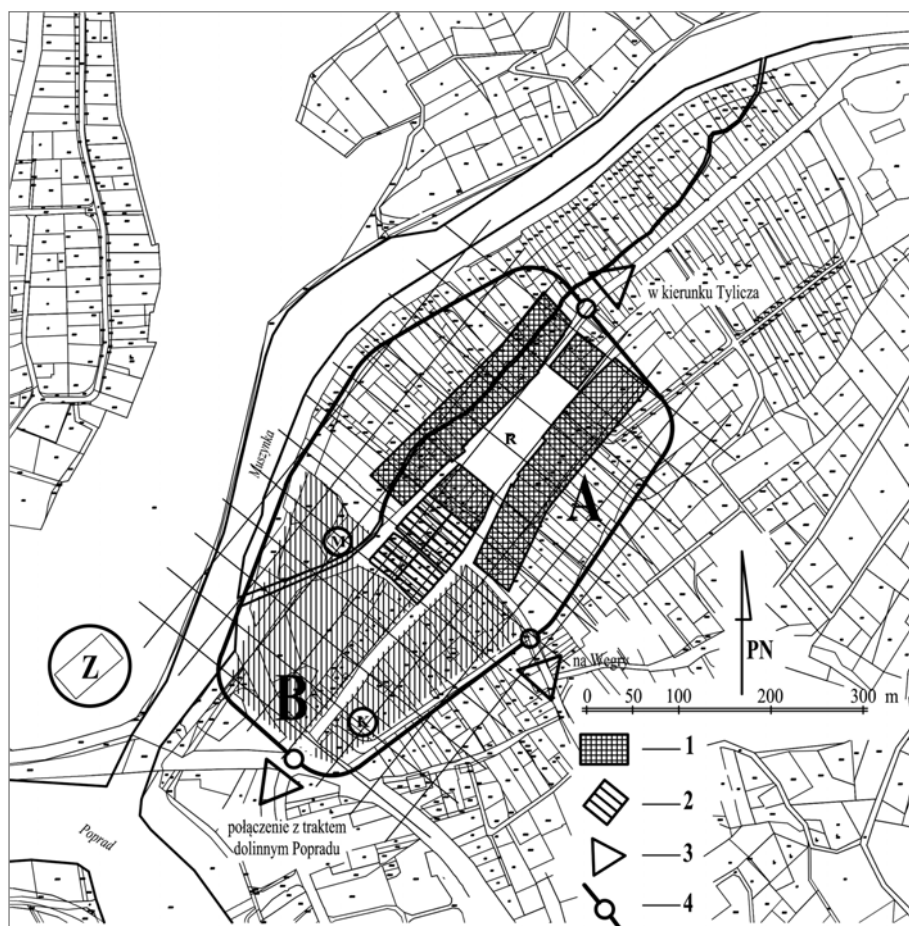 w kierunku Tylicza
R
Muszynka
A
M
Z
na Węgry
PN
B
K
0 50 100 200 300 m
1
2
połączenie z traktem
dolinnym Popradu
3
Poprad
4